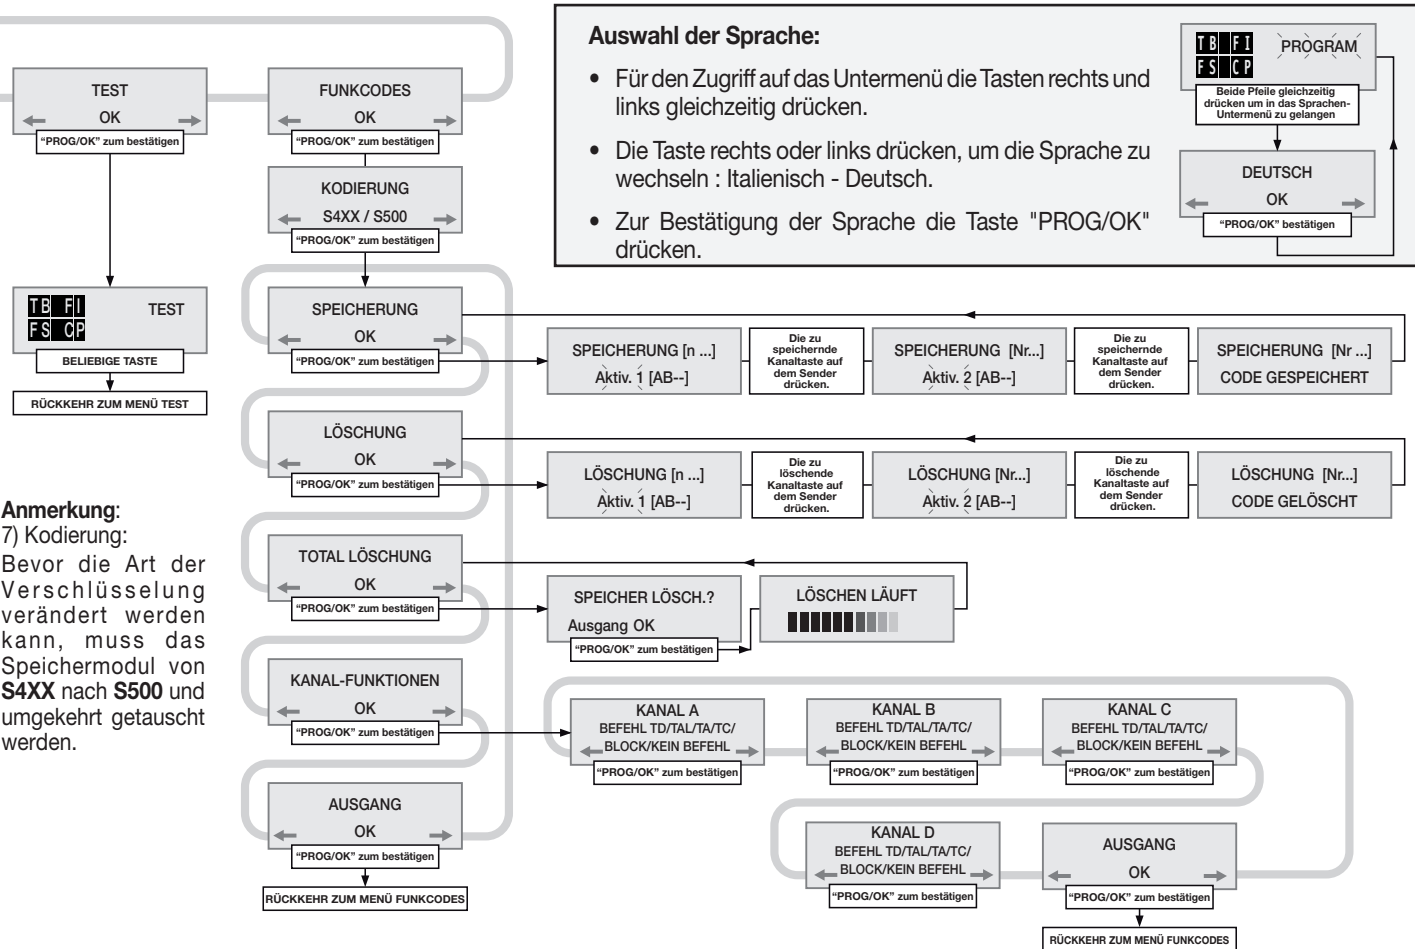 Auswahl der Sprache:
• Für den Zugriff auf das Untermenü die Tasten rechts und
links gleichzeitig drücken.
• Die Taste rechts oder links drücken, um die Sprache zu
wechseln : Italienisch - Deutsch.
• Zur Bestätigung der Sprache die Taste "PROG/OK"
drücken.
TB FI
FS CP
PROGRAM
Beide Pfeile gleichzeitig
drücken um in das Sprachen-
Untermenü zu gelangen
DEUTSCH
OK
“PROG/OK” bestätigen
TEST
OK
“PROG/OK” zum bestätigen
TB FI
FS CP
TEST
BELIEBIGE TASTE
RÜCKKEHR ZUM MENÜ TEST
FUNKCODES
OK
“PROG/OK” zum bestätigen
KODIERUNG
S4XX / S500
“PROG/OK” zum bestätigen
SPEICHERUNG
OK
“PROG/OK” zum bestätigen
SPEICHERUNG [n ...]
Aktiv. 1 [AB--]
Die zu
speichernde
Kanaltaste auf
dem Sender
drücken.
SPEICHERUNG [Nr...]
Aktiv. 2 [AB--]
Die zu
speichernde
Kanaltaste auf
dem Sender
drücken.
SPEICHERUNG [Nr ...]
CODE GESPEICHERT
LÖSCHUNG
OK
“PROG/OK” zum bestätigen
LÖSCHUNG [n ...]
Aktiv. 1 [AB--]
Die zu
löschende
Kanaltaste auf
dem Sender
drücken.
LÖSCHUNG [Nr...]
Aktiv. 2 [AB--]
Die zu
löschende
Kanaltaste auf
dem Sender
drücken.
LÖSCHUNG [Nr...]
CODE GELÖSCHT
Anmerkung:
7) Kodierung:
Bevor die Art der
Verschlüsselung
verändert werden
kann, muss das
Speichermodul von
S4XX nach S500 und
umgekehrt getauscht
werden.
TOTAL LÖSCHUNG
OK
“PROG/OK” zum bestätigen
SPEICHER LÖSCH.?
Ausgang OK
“PROG/OK” zum bestätigen
LÖSCHEN LÄUFT
KANAL-FUNKTIONEN
OK
“PROG/OK” zum bestätigen
KANAL A
BEFEHL TD/TAL/TA/TC/
BLOCK/KEIN BEFEHL
“PROG/OK” zum bestätigen
KANAL B
BEFEHL TD/TAL/TA/TC/
BLOCK/KEIN BEFEHL
“PROG/OK” zum bestätigen
KANAL C
BEFEHL TD/TAL/TA/TC/
BLOCK/KEIN BEFEHL
“PROG/OK” zum bestätigen
KANAL D
BEFEHL TD/TAL/TA/TC/
BLOCK/KEIN BEFEHL
“PROG/OK” zum bestätigen
AUSGANG
OK
“PROG/OK” zum bestätigen
RÜCKKEHR ZUM MENÜ FUNKCODES
AUSGANG
OK
“PROG/OK” zum bestätigen
RÜCKKEHR ZUM MENÜ FUNKCODES